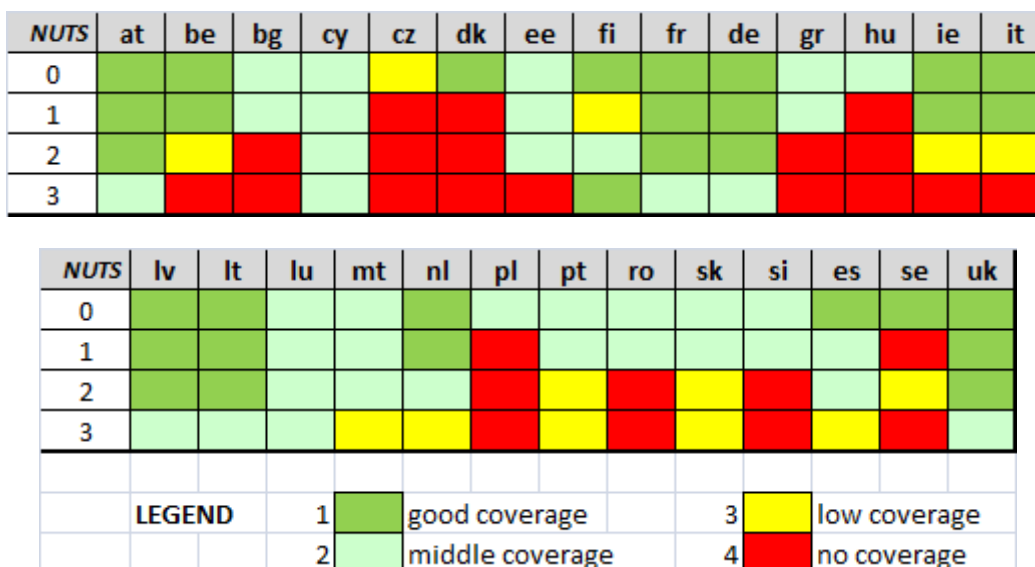 NUTS at be bg cy cz dk ee fi fr de gr hu ie it
0
1
2
3
NUTS lv lt lu mt nl pl pt ro sk si es se uk
0
1
2
3
LEGEND 1 good coverage 3 low coverage
2 middle coverage 4 no coverage